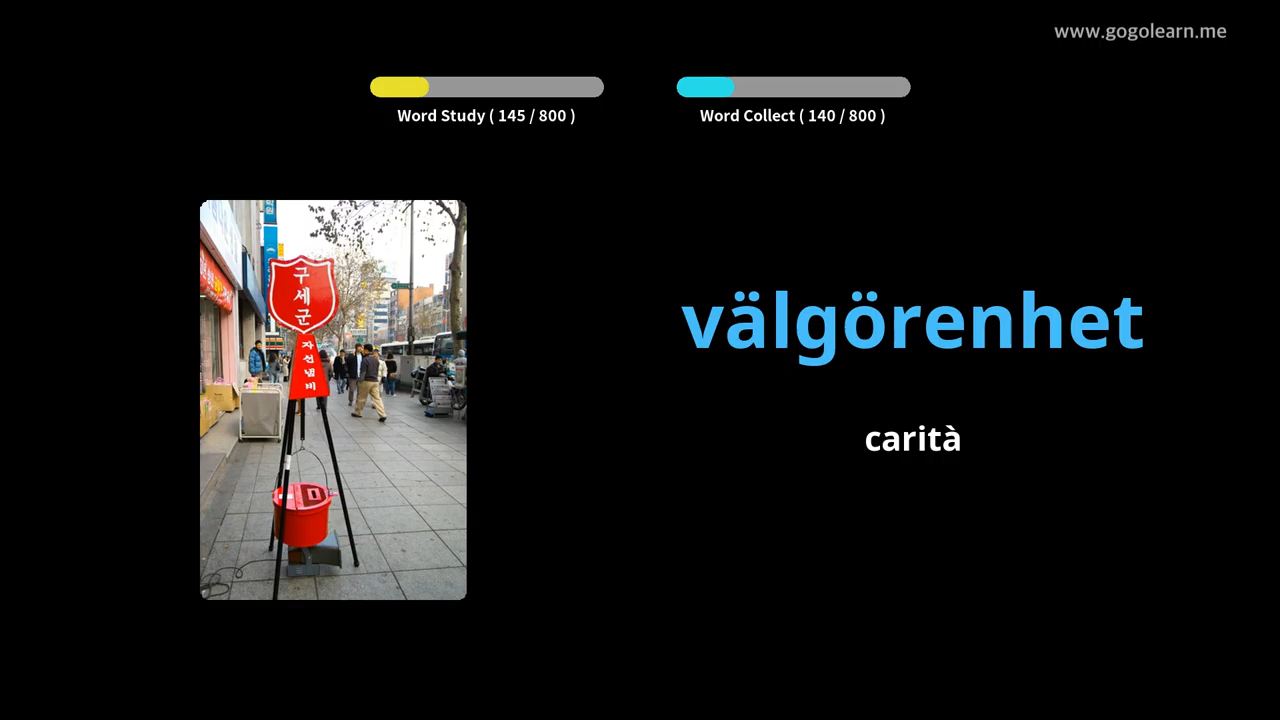 www.gogolearn.me
Word Study ( 145 / 800 )
Word Collect ( 140 / 800 )
구세군
자선냄비
välgörenhet
carità